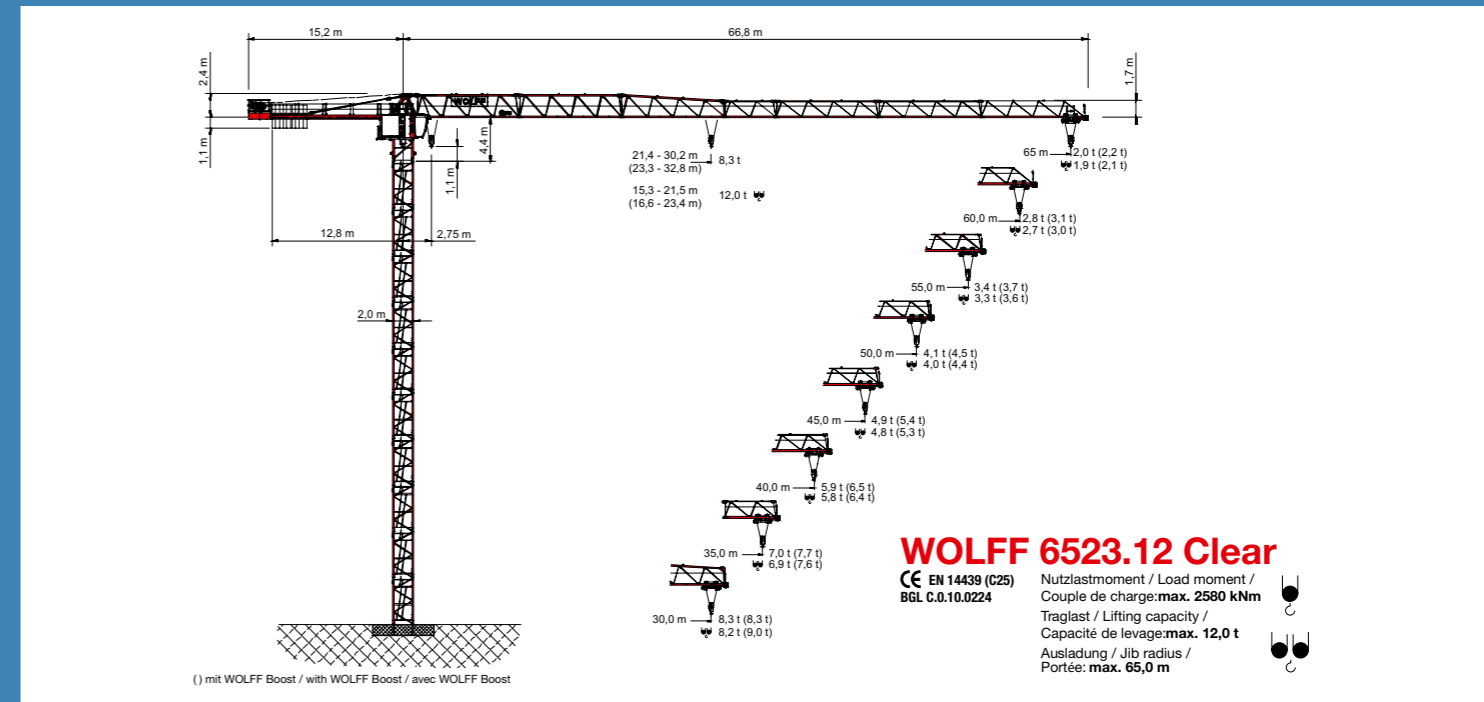 15,2 m
66,8 m
2,4 m
1,7 m
WOLFF
1,1 m
4,4 m
1,1 m
21,4 - 30,2 m
(23,3 - 32,8 m)
8,3 t
15,3 - 21,5 m
(16,6 - 23,4 m)
12,0 t
65 m
2,0 t (2,2 t)
1,9 t (2,1 t)
60,0 m
2,8 t (3,1 t)
2,7 t (3,0 t)
12,8 m
2,75 m
55,0 m
3,4 t (3,7 t)
3,3 t (3,6 t)
2,0 m
50,0 m
4,1 t (4,5 t)
4,0 t (4,4 t)
45,0 m
4,9 t (5,4 t)
4,8 t (5,3 t)
40,0 m
5,9 t (6,5 t)
5,8 t (6,4 t)
35,0 m
7,0 t (7,7 t)
6,9 t (7,6 t)
30,0 m
8,3 t (8,3 t)
8,2 t (9,0 t)
WOLFF 6523.12 Clear
CE EN 14439 (C25)
BGL C.0.10.0224
Nutzlastmoment / Load moment /
Couple de charge:max. 2580 kNm
Traglast / Lifting capacity /
Capacité de levage:max. 12,0 t
Ausladung / Jib radius /
Portée: max. 65,0 m
( ) mit WOLFF Boost / with WOLFF Boost / avec WOLFF Boost